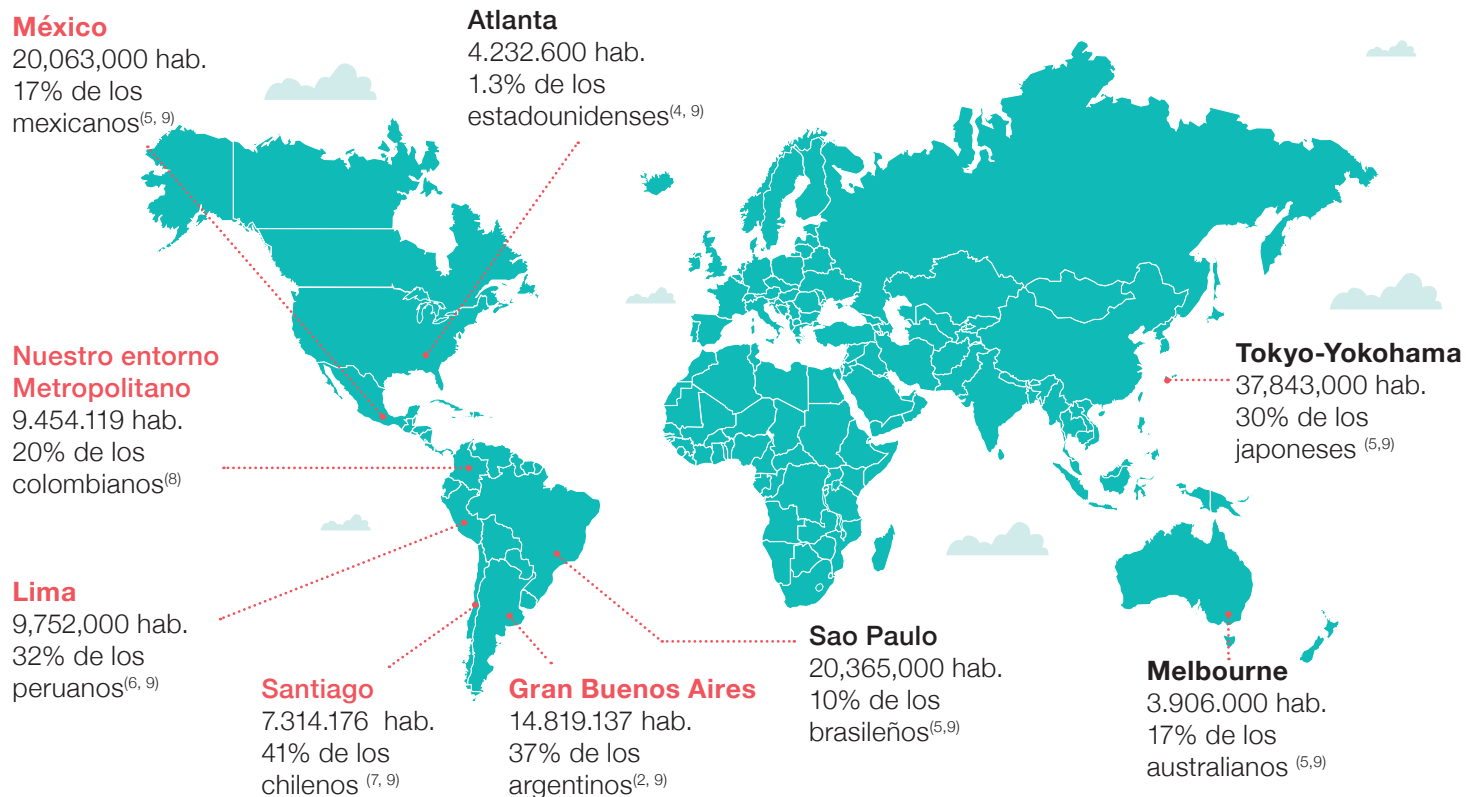 México
20,063,000 hab.
17% de los
mexicanos(5, 9)
Atlanta
4.232.600 hab.
1.3% de los
estadounidenses(4, 9)
Nuestro entorno
Metropolitano
9.454.119 hab.
20% de los
colombianos(8)
Tokyo-Yokohama
37,843,000 hab.
30% de los
japoneses (5,9)
Lima
9,752,000 hab.
32% de los
peruanos(6, 9)
Santiago
7.314.176 hab.
41% de los
chilenos (7, 9)
Gran Buenos Aires
14.819.137 hab.
37% de los
argentinos(2, 9)
Sao Paulo
20,365,000 hab.
10% de los
brasileños(5,9)
Melbourne
3.906.000 hab.
17% de los
australianos (5,9)